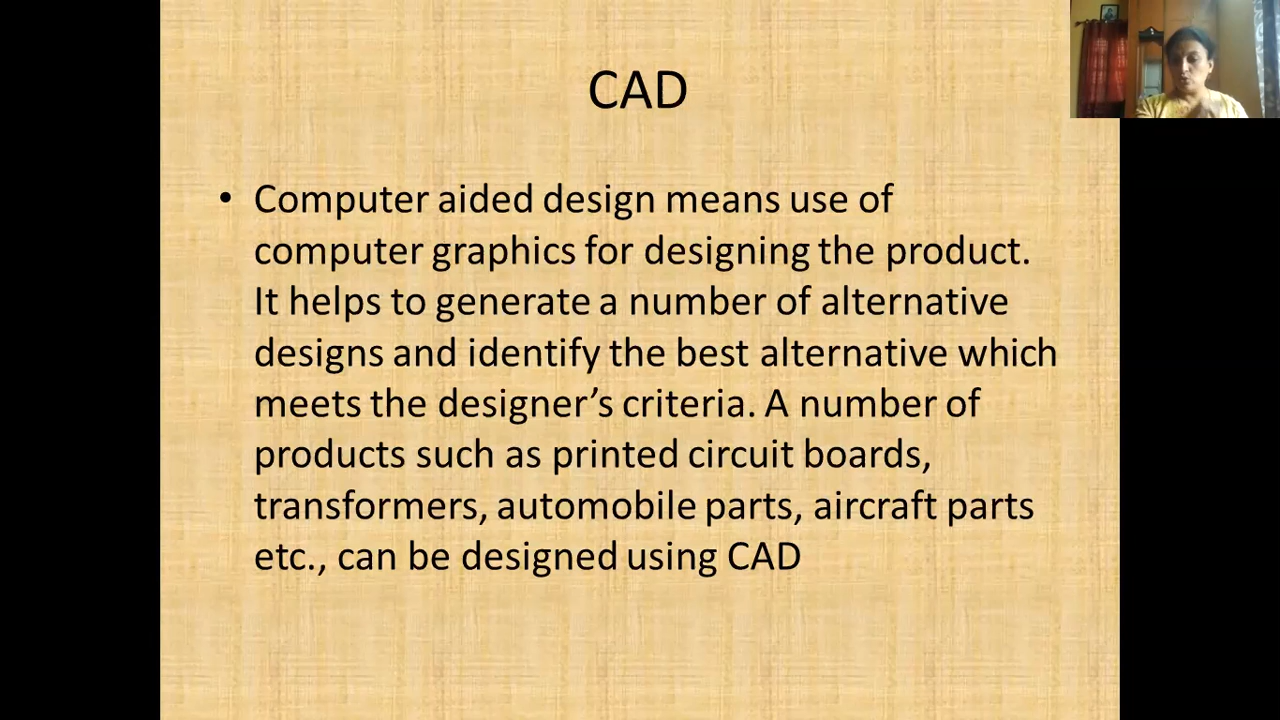 CAD
• Computer aided design means use of
computer graphics for designing the product.
It helps to generate a number of alternative
designs and identify the best alternative which
meets the designer’s criteria. A number of
products such as printed circuit boards,
transformers, automobile parts, aircraft parts
etc., can be designed using CAD